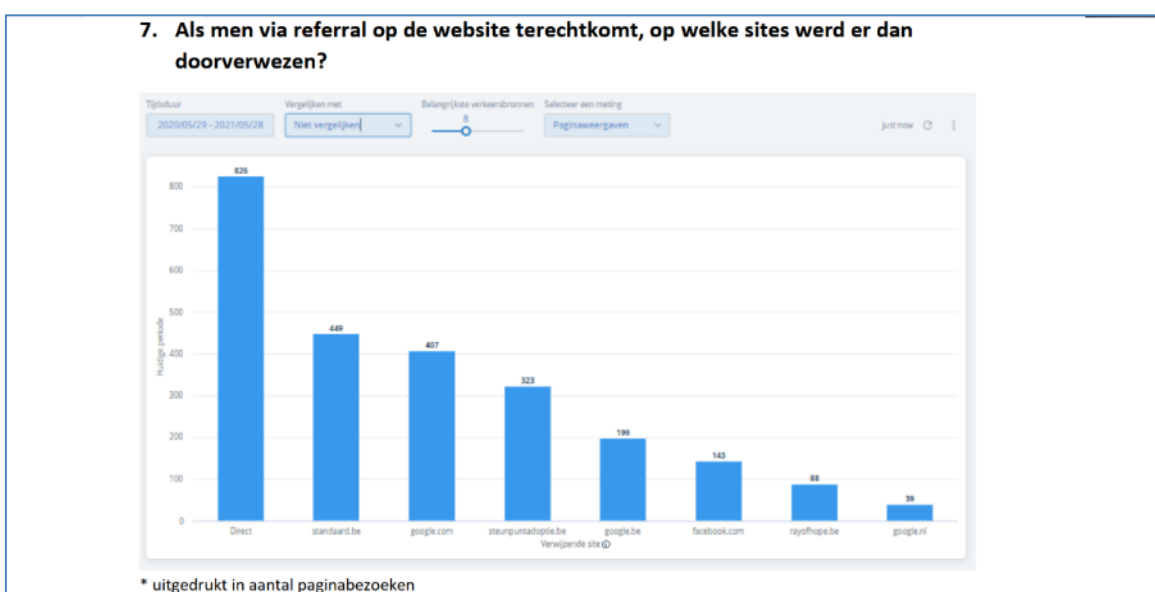 7. Als men via referral op de website terechtkomt, op welke sites werd er dan
doorverwezen?
Tijdsduur Vergelijken met Belangrijkste verkeersbronnen Selecteer een meting
8
2020/05/29 - 2021/05/28 Niet vergelijken Paginaweergaven just now
826
800
700
600
500
449
407
400
323
300
199
200
143
100
88
39
0
Huidige periode
Direct standaard.be google.com steunpuntadoptie.be google.be facebook.com rayofhope.be google.nl
Verwijzende site
* uitgedrukt in aantal paginabezoeken